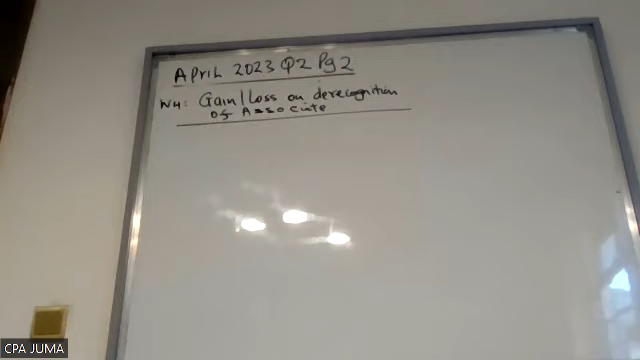 April 2023 Q2 Pg 2
W4: Gain/Loss on derecognition
of Associate
CPA JUMA